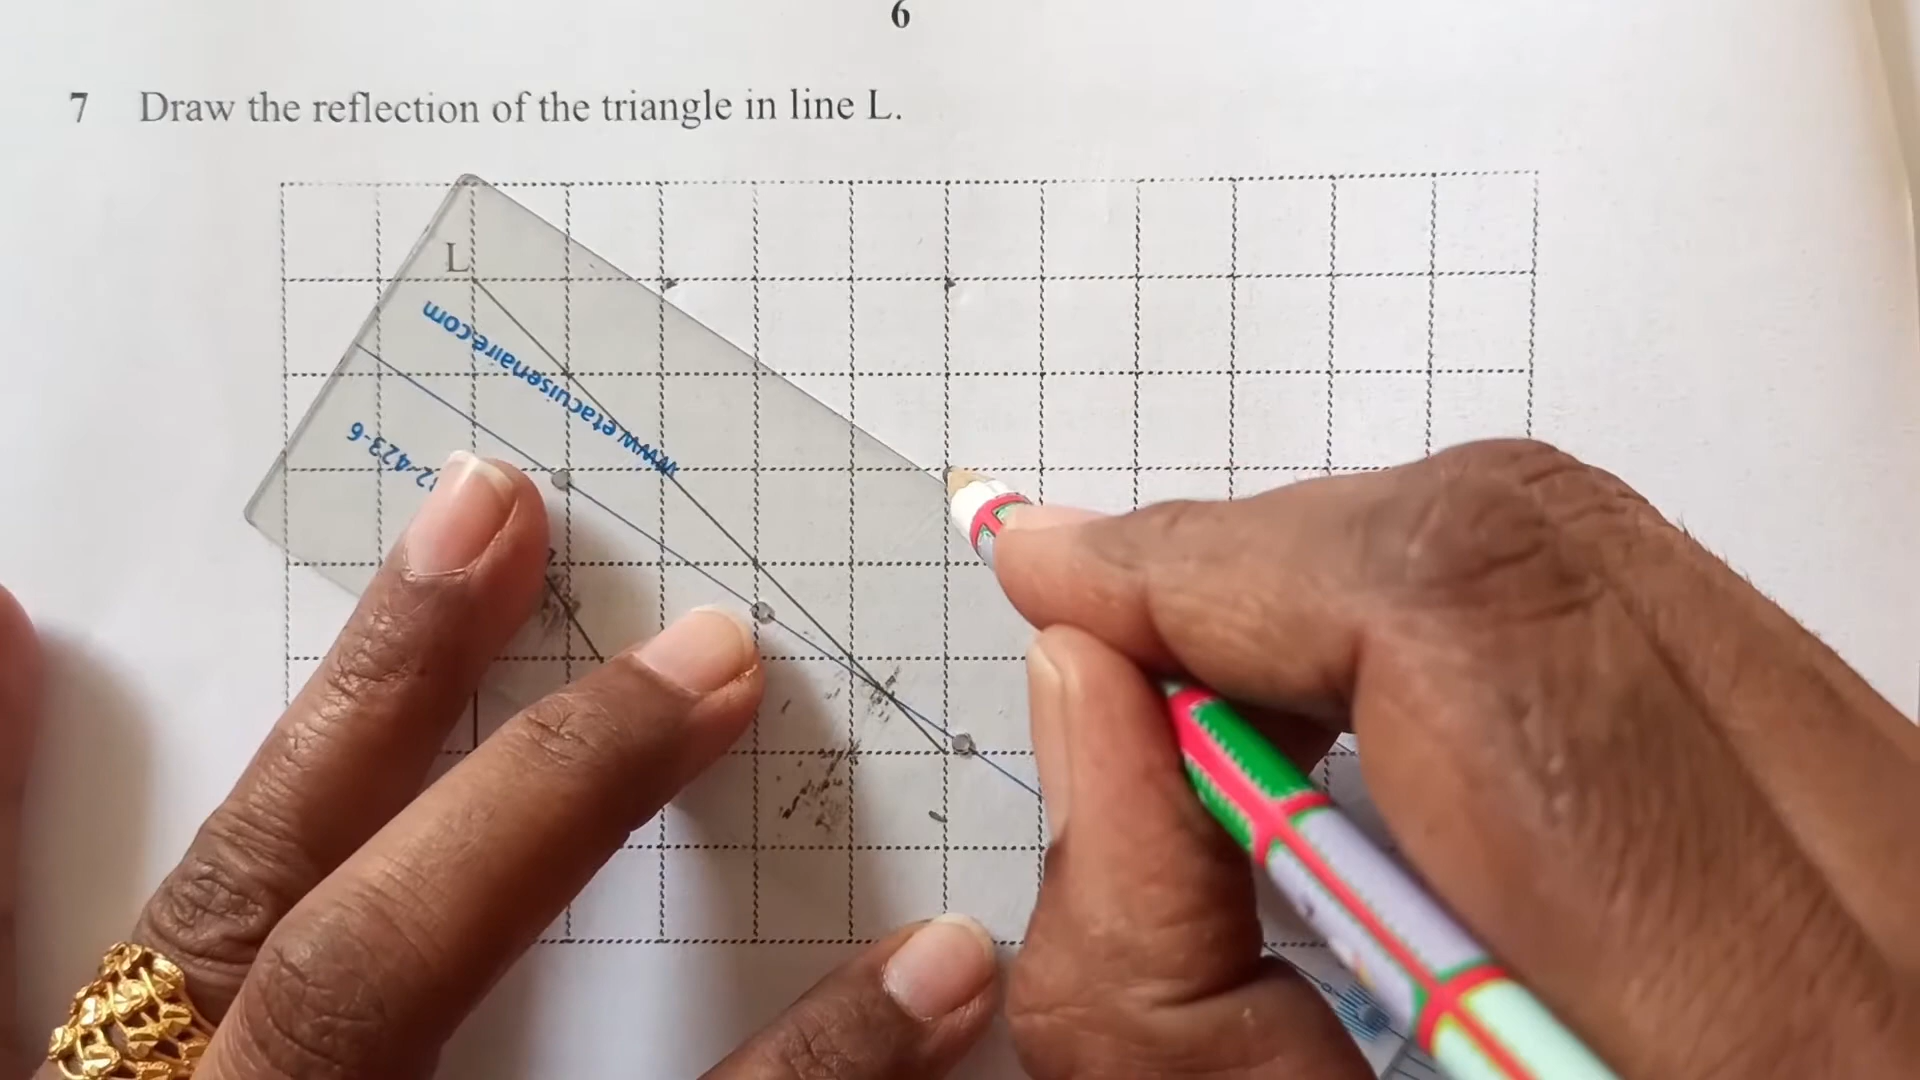 6
7 Draw the reflection of the triangle in line L.
L
www.etacuisenaire.com
2-423-6